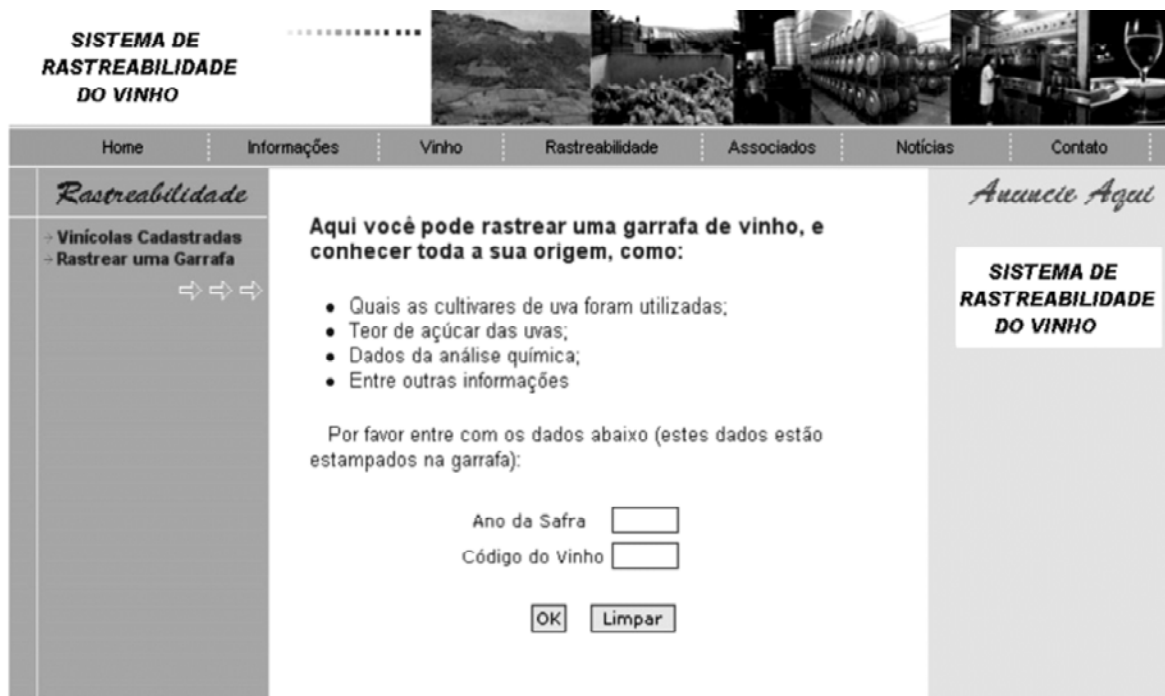 SISTEMA DE
RASTREABILIDADE
DO VINHO
Home Informações Vinho Rastreabilidade Associados Notícias Contato
Rastreabilidade
Vinícolas Cadastradas
Rastrear uma Garrafa
Aqui você pode rastrear uma garrafa de vinho, e
conhecer toda a sua origem, como:
• Quais as cultivares de uva foram utilizadas;
• Teor de açúcar das uvas;
• Dados da análise química;
• Entre outras informações
Por favor entre com os dados abaixo (estes dados estão
estampados na garrafa):
Ano da Safra
Código do Vinho
OK Limpar
Anuncie Aqui
SISTEMA DE
RASTREABILIDADE
DO VINHO